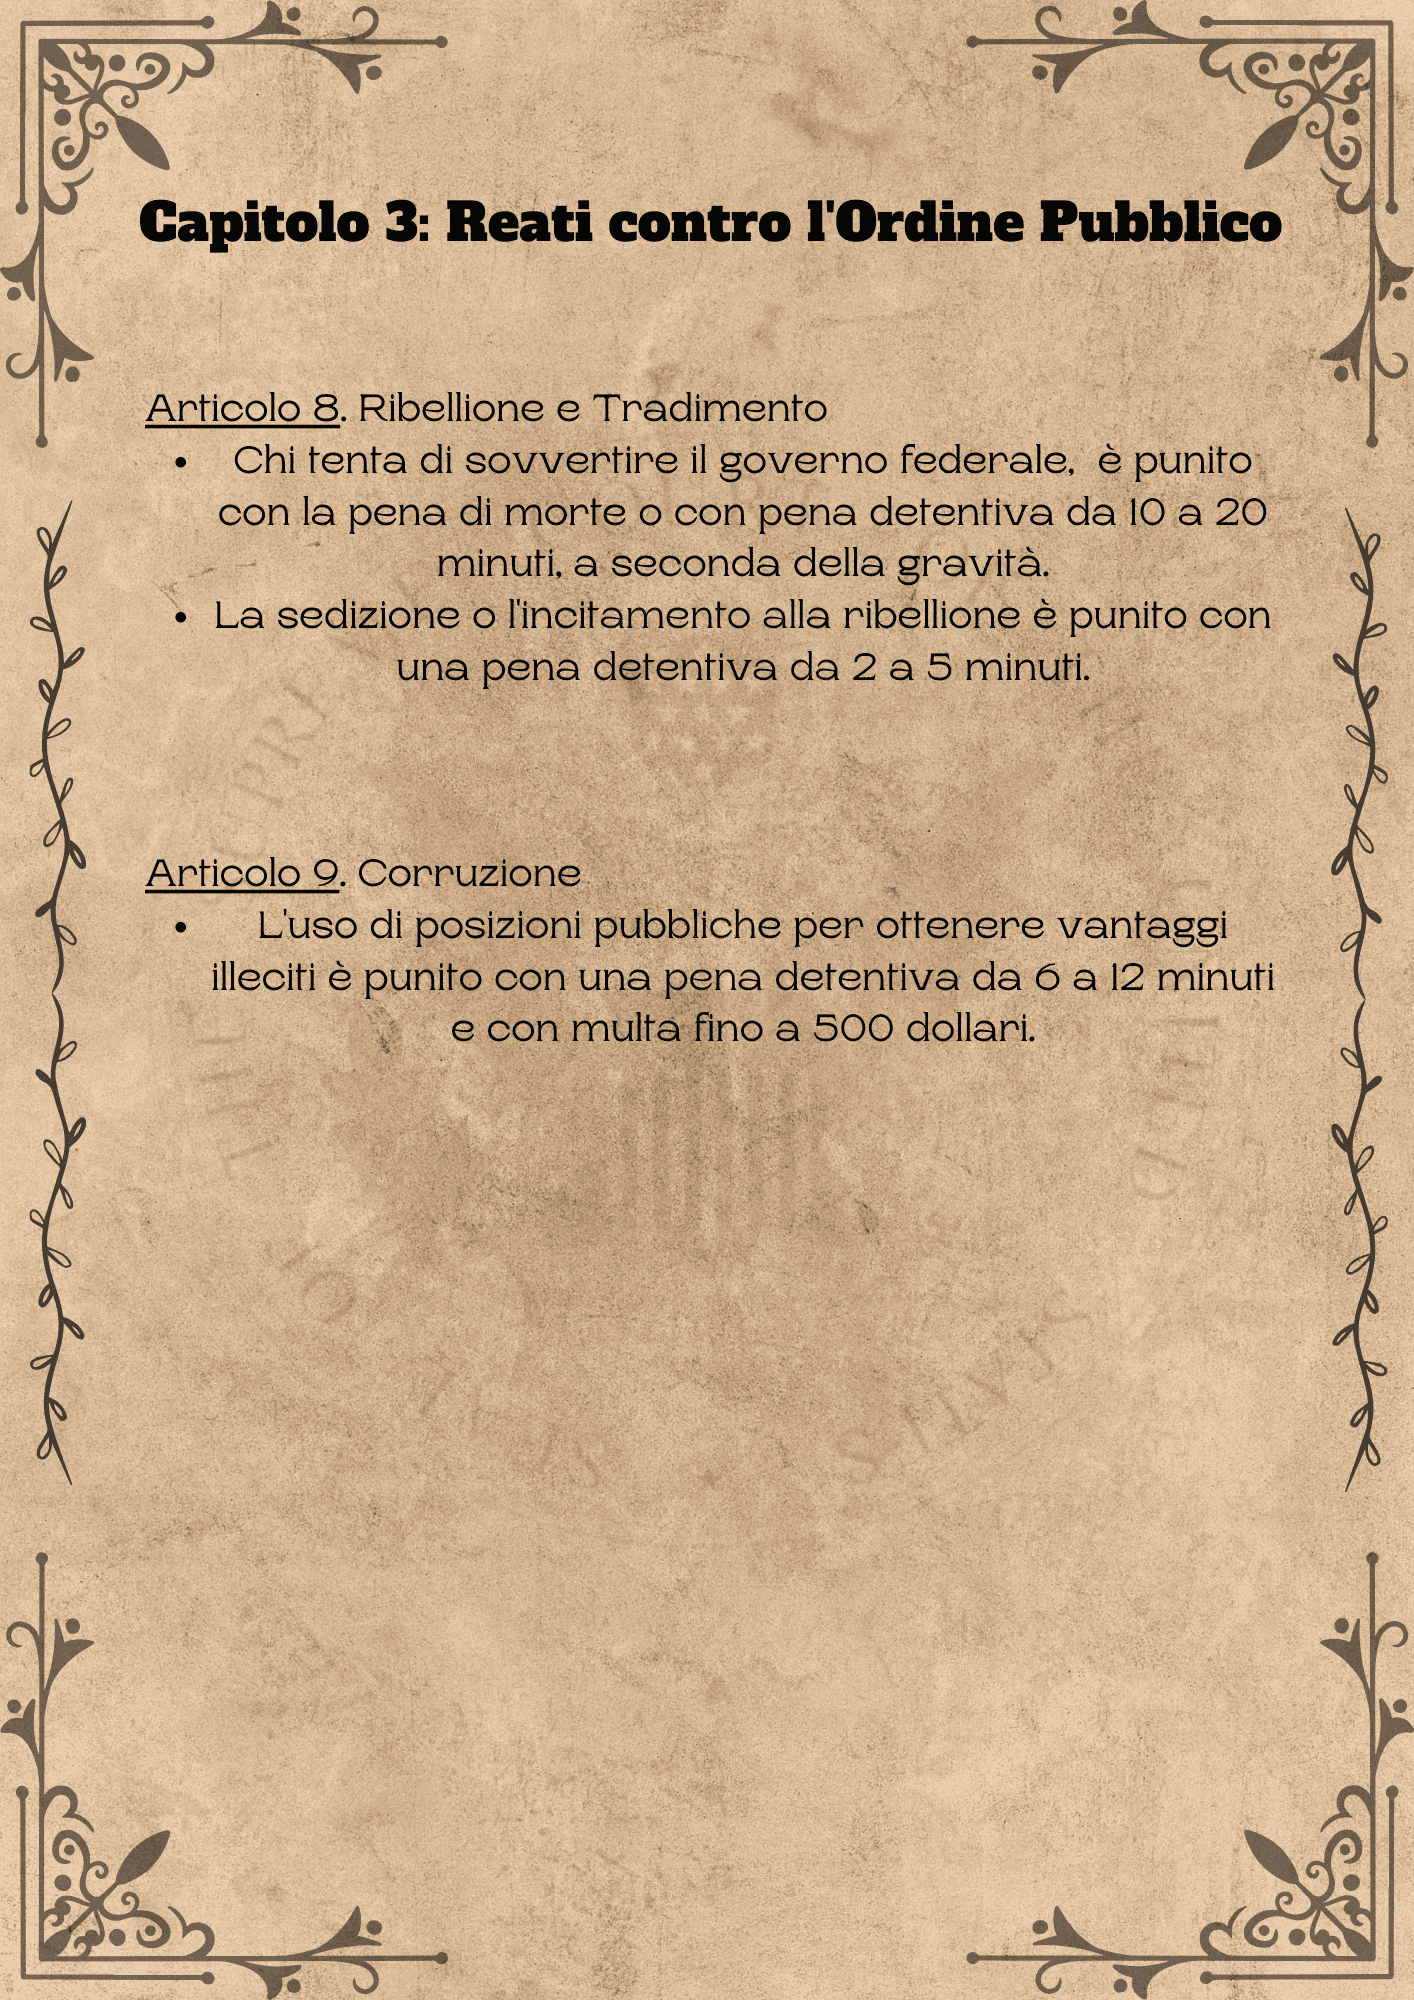 Capitolo 3: Reati contro l'Ordine Pubblico
Articolo 8. Ribellione e Tradimento
• Chi tenta di sovvertire il governo federale,  è punito
con la pena di morte o con pena detentiva da 10 a 20
minuti, a seconda della gravità.
• La sedizione o l'incitamento alla ribellione è punito con
una pena detentiva da 2 a 5 minuti.
Articolo 9. Corruzione
• L'uso di posizioni pubbliche per ottenere vantaggi
illeciti è punito con una pena detentiva da 6 a 12 minuti
e con multa fino a 500 dollari.